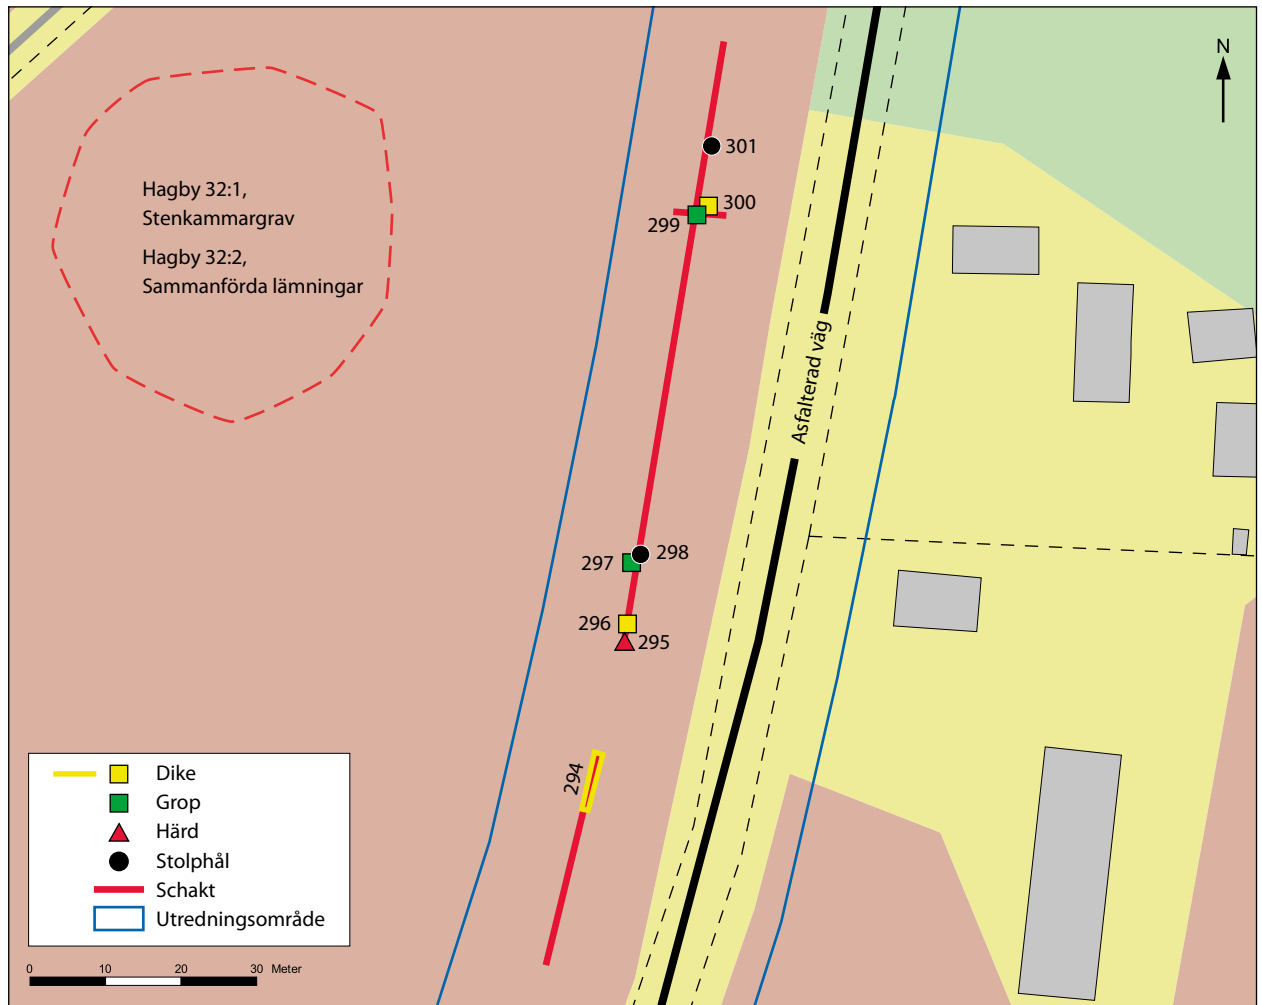 N
301
300
299
Hagby 32:1,
Stenkammargrav
Hagby 32:2,
Sammanförda lämningar
Asfalterad väg
298
297
296
295
294
Dike
Grop
Härd
Stolphål
Schakt
Utredningsområde
0 10 20 30 Meter